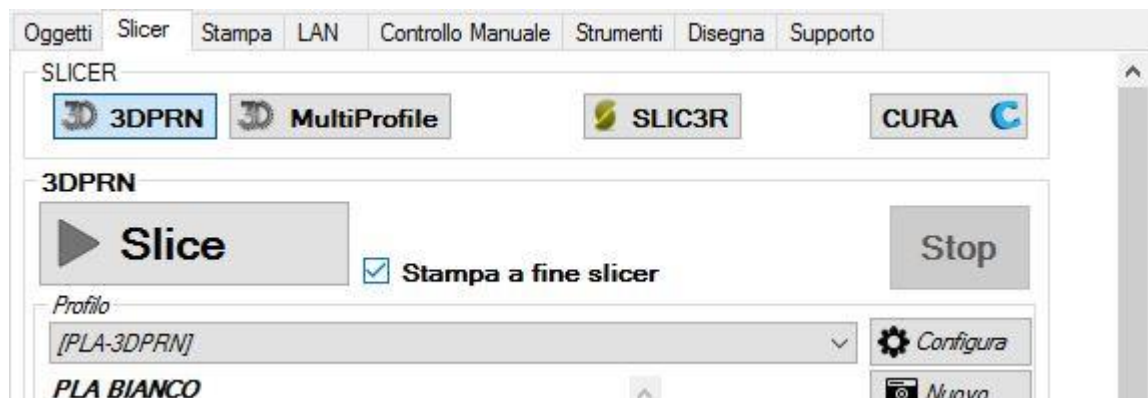 Oggetti Slicer Stampa LAN Controllo Manuale Strumenti Disegna Supporto
SLICER
3DPRN MultiProfile SLIC3R CURA
3DPRN
Slice Stampa a fine slicer Stop
Profilo
[PLA-3DPRN] Configura
PLA BIANCO Nuovo